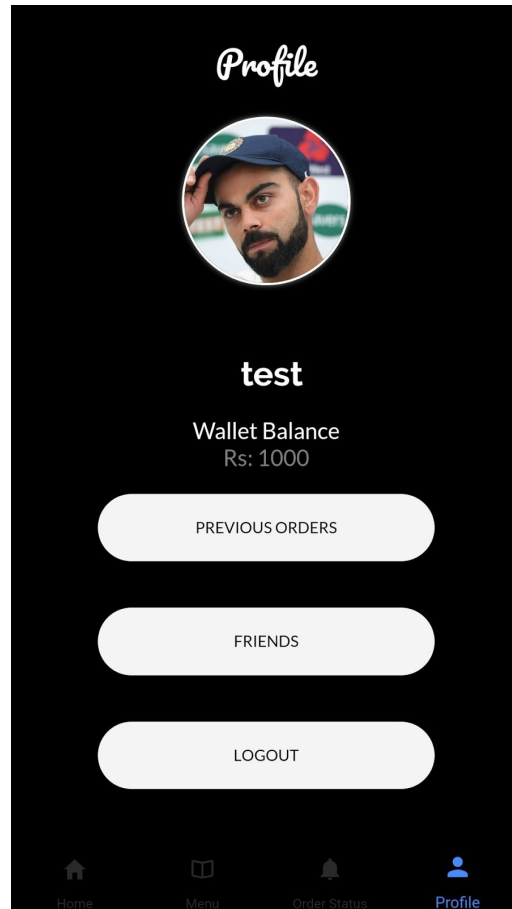 Profile
test
Wallet Balance
Rs: 1000
PREVIOUS ORDERS
FRIENDS
LOGOUT
Home Menu Order Status Profile